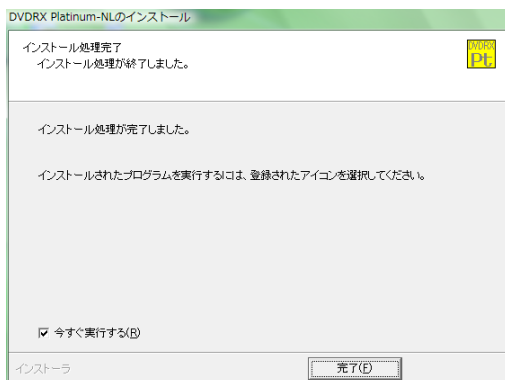 DVDRX Platinum-NLのインストール
インストール処理完了
インストール処理が終了しました。
DVDRX
Pt
インストール処理が完了しました。
インストールされたプログラムを実行するには、登録されたアイコンを選択してください。
今すぐ実行する(R)
インストーラ
完了(F)